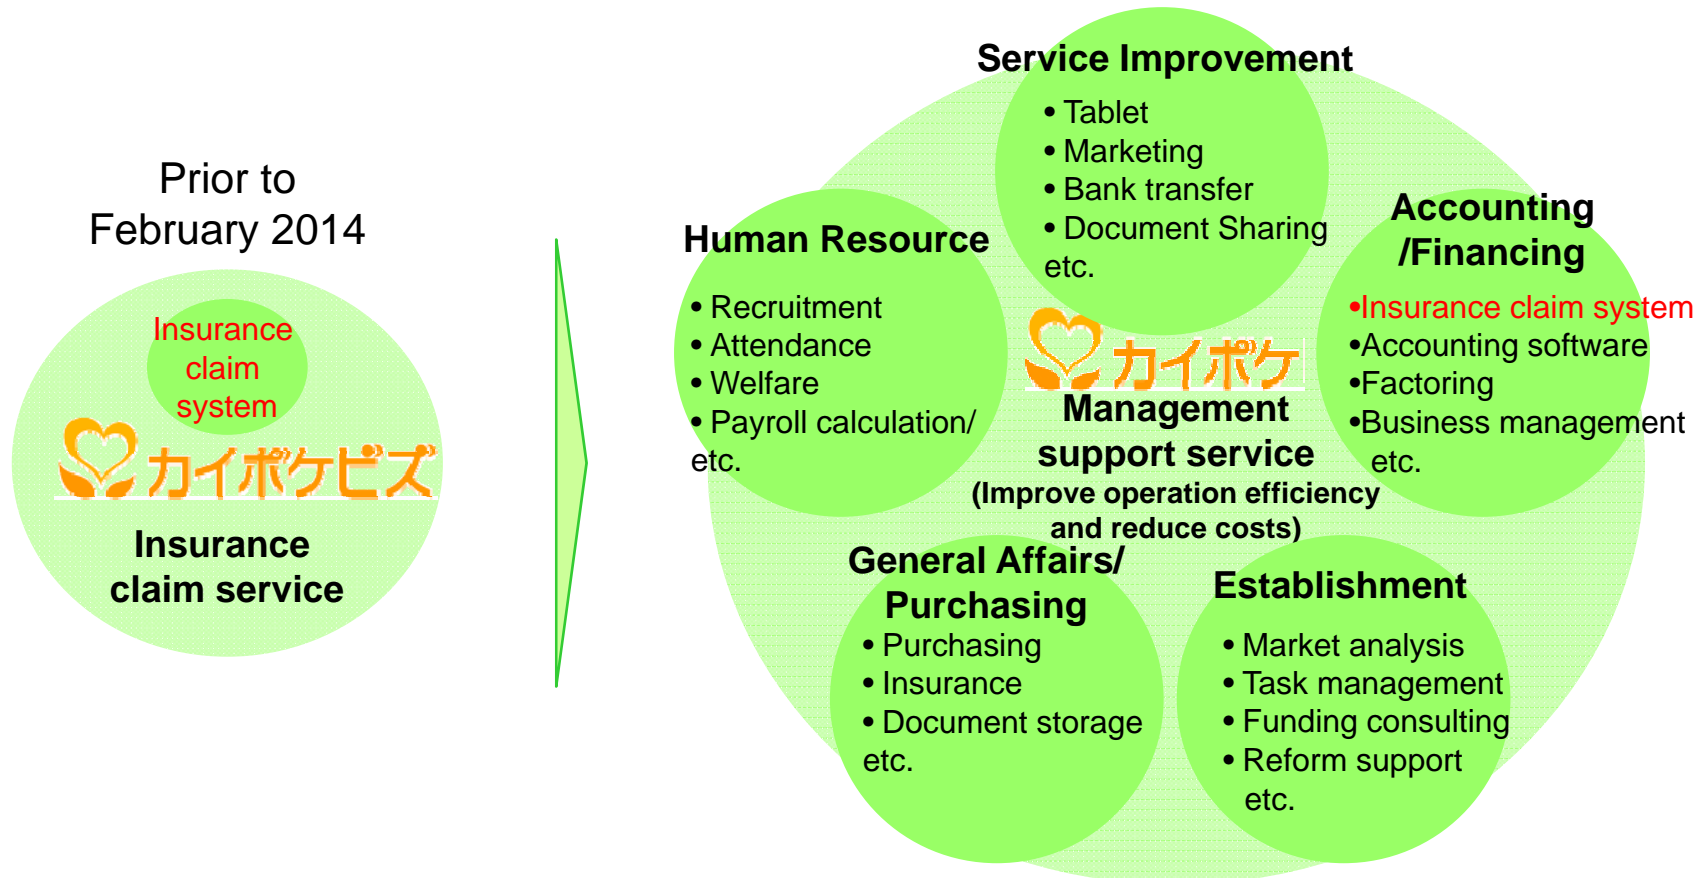 Prior to
February 2014
Insurance
claim
system
カイポケビズ
Insurance
claim service
Service Improvement
• Tablet
• Marketing
• Bank transfer
• Document Sharing
etc.
Human Resource
• Recruitment
• Attendance
• Welfare
• Payroll calculation/
etc.
Accounting
/Financing
•Insurance claim system
•Accounting software
•Factoring
•Business management
etc.
カイポケ
Management
support service
(Improve operation efficiency
and reduce costs)
General Affairs/
Purchasing
• Purchasing
• Insurance
• Document storage
etc.
Establishment
• Market analysis
• Task management
• Funding consulting
• Reform support
etc.